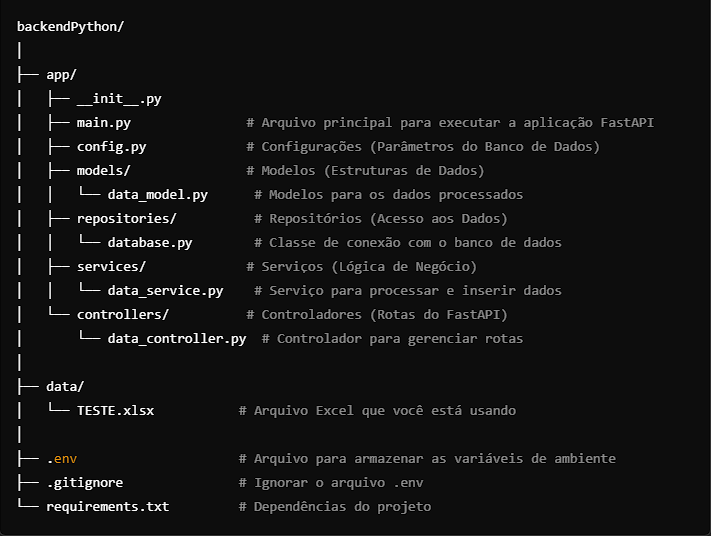 backendPython/
│
├── app/
│   ├── __init__.py
│   ├── main.py               # Arquivo principal para executar a aplicação FastAPI
│   ├── config.py             # Configurações (Parâmetros do Banco de Dados)
│   ├── models/               # Modelos (Estruturas de Dados)
│   │   └── data_model.py      # Modelos para os dados processados
│   ├── repositories/          # Repositórios (Acesso aos Dados)
│   │   └── database.py        # Classe de conexão com o banco de dados
│   ├── services/             # Serviços (Lógica de Negócio)
│   │   └── data_service.py    # Serviço para processar e inserir dados
│   └── controllers/          # Controladores (Rotas do FastAPI)
│       └── data_controller.py  # Controlador para gerenciar rotas
│
├── data/
│   └── TESTE.xlsx           # Arquivo Excel que você está usando
│
├── .env                     # Arquivo para armazenar as variáveis de ambiente
├── .gitignore               # Ignorar o arquivo .env
└── requirements.txt         # Dependências do projeto